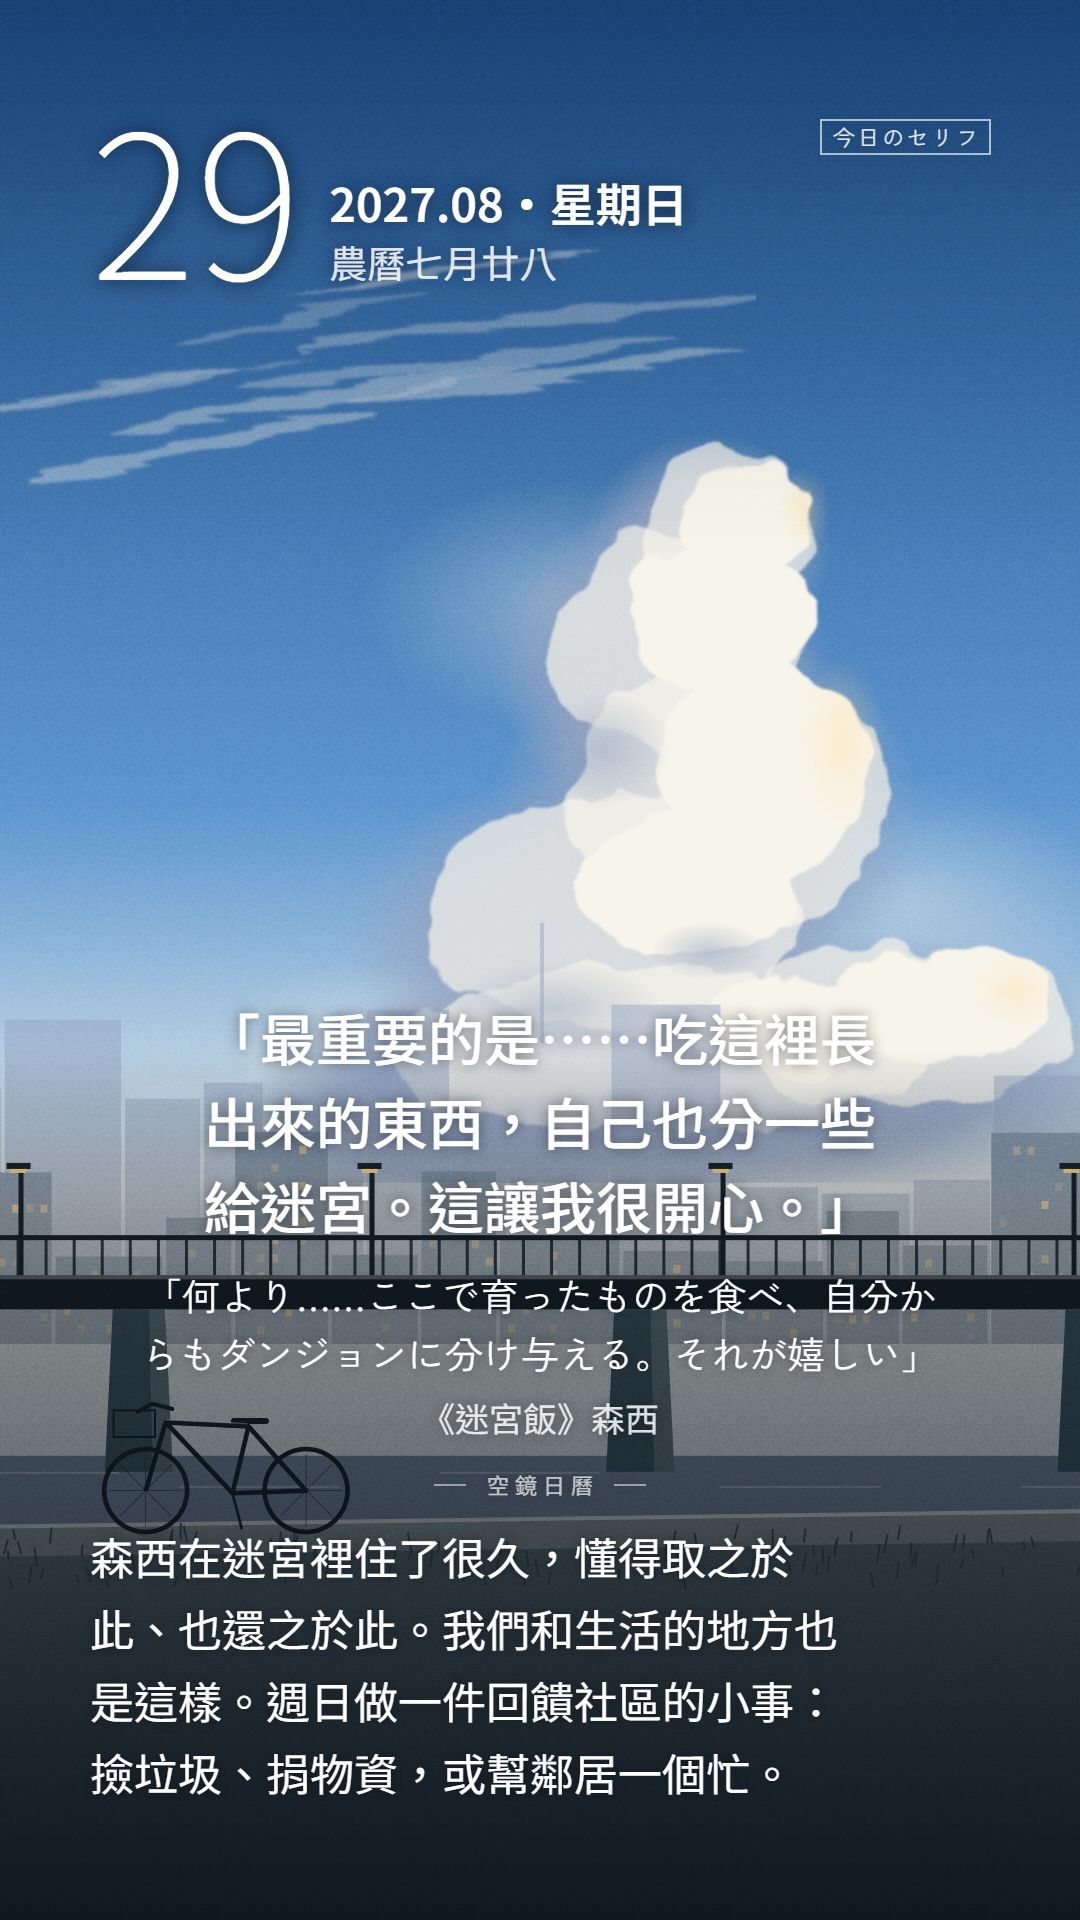 29
2027.08・星期日
農曆七月廿八
今日のセリフ
「最重要的是……吃這裡長
出來的東西，自己也分一些
給迷宮。這讓我很開心。」
「何より……ここで育ったものを食べ、自分か
らもダンジョンに分け与える。それが嬉しい」
《迷宮飯》森西
空鏡日曆
森西在迷宮裡住了很久，懂得取之於
此、也還之於此。我們和生活的地方也
是這樣。週日做一件回饋社區的小事：
撿垃圾、捐物資，或幫鄰居一個忙。